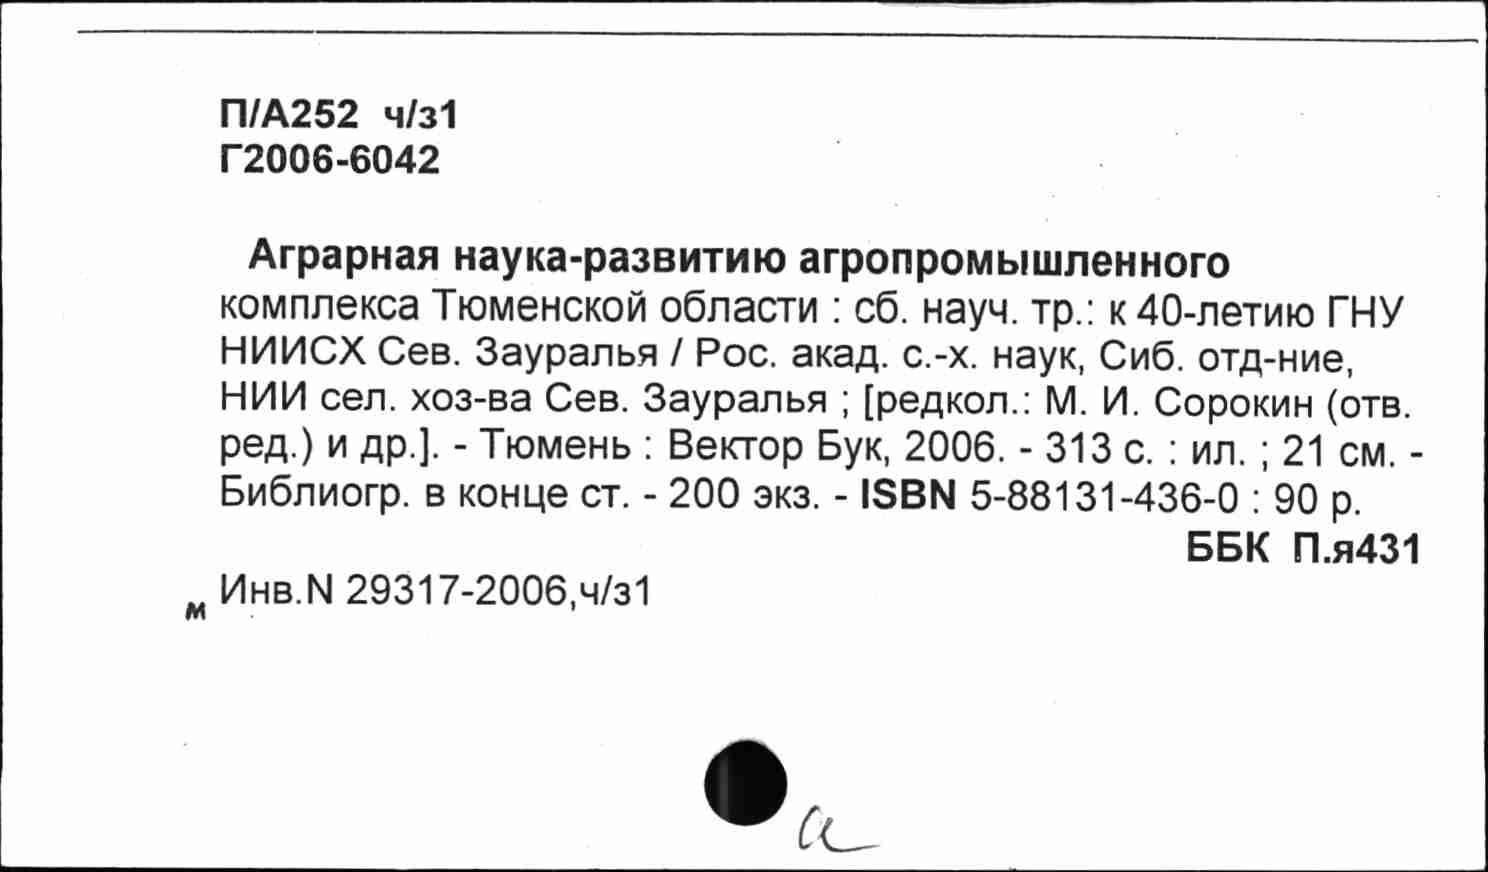 П/А252 ч/з1
Г2006-6042
Аграрная наука-развитию агропромышленного
комплекса Тюменской области : сб. науч. тр.: к 40-летию ГНУ
НИИСХ Сев. Зауралья / Рос. акад. с.-х. наук, Сиб. отд-ние,
НИИ сел. хоз-ва Сев. Зауралья ; [редкол.: М. И. Сорокин (отв.
ред.) и др.]. - Тюмень : Вектор Бук, 2006. - 313 с. : ил. ; 21 см. -
Библиогр. в конце ст. - 200 экз. - ISBN 5-88131-436-0 : 90 р.
ББК П.я431
м Инв.N 29317-2006,ч/з1
а